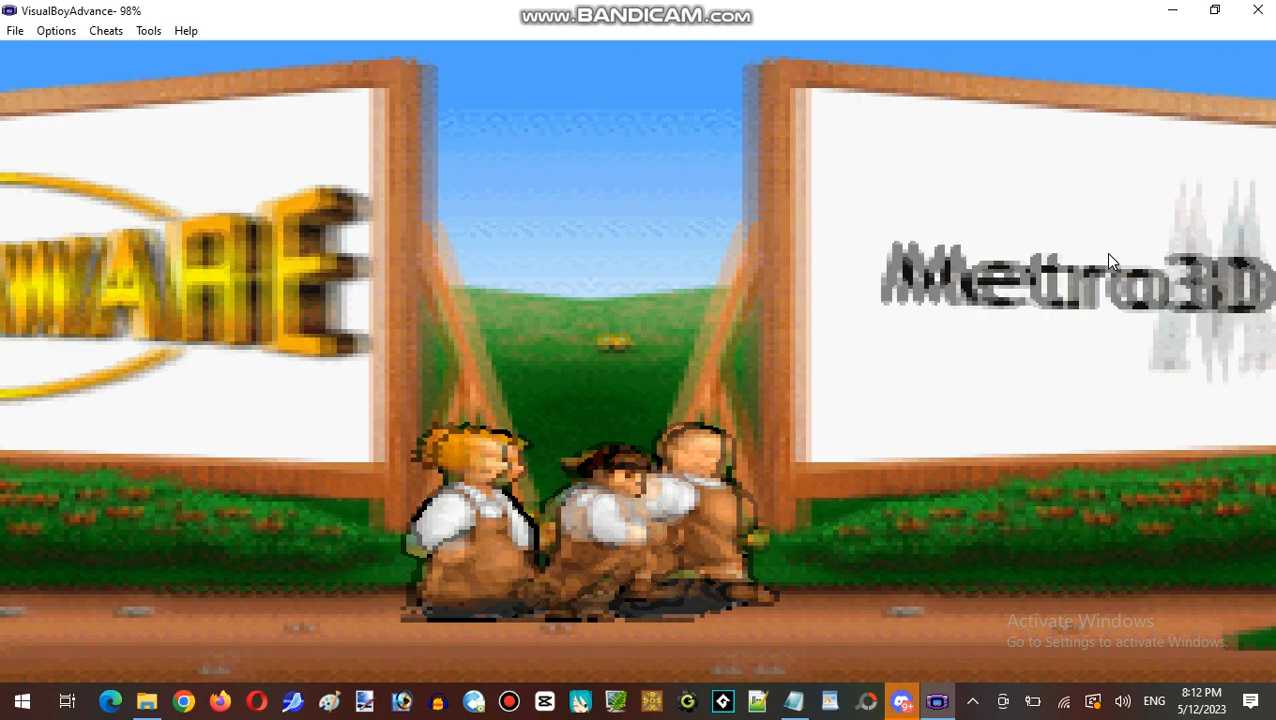 VisualBoyAdvance- 98%
www.BANDICAM.com
File Options Cheats Tools Help
WARE
Metro3D
Activate Windows
Go to Settings to activate Windows.
9+
ENG
8:12 PM
5/12/2023